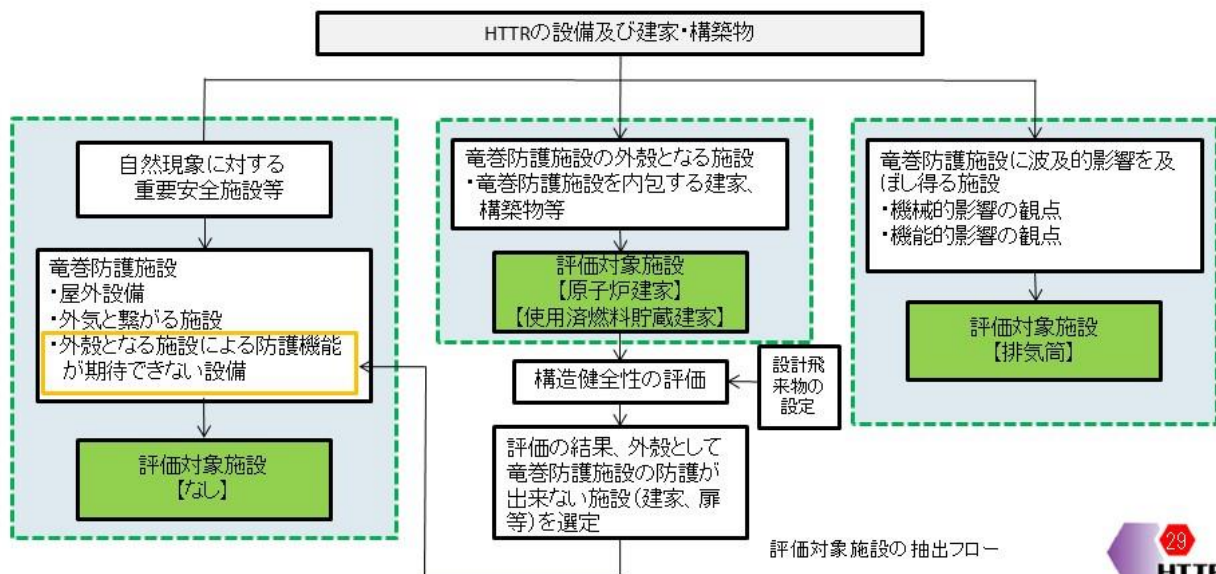 HTTRの設備及び建家・構築物
自然現象に対する
重要安全施設等
竜巻防護施設
・屋外設備
・外気と繋がる施設
・外殻となる施設による防護機能
が期待できない設備
評価対象施設
【なし】
竜巻防護施設の外殻となる施設
・竜巻防護施設を内包する建家、
構築物等
評価対象施設
【原子炉建家】
【使用済燃料貯蔵建家】
構造健全性の評価
設計飛
来物の
設定
評価の結果、外殻として
竜巻防護施設の防護が
出来ない施設(建家、扉
等)を選定
竜巻防護施設に波及的影響を及
ぼし得る施設
・機械的影響の観点
・機能的影響の観点
評価対象施設
【排気筒】
評価対象施設の抽出フロー
29
HTTR